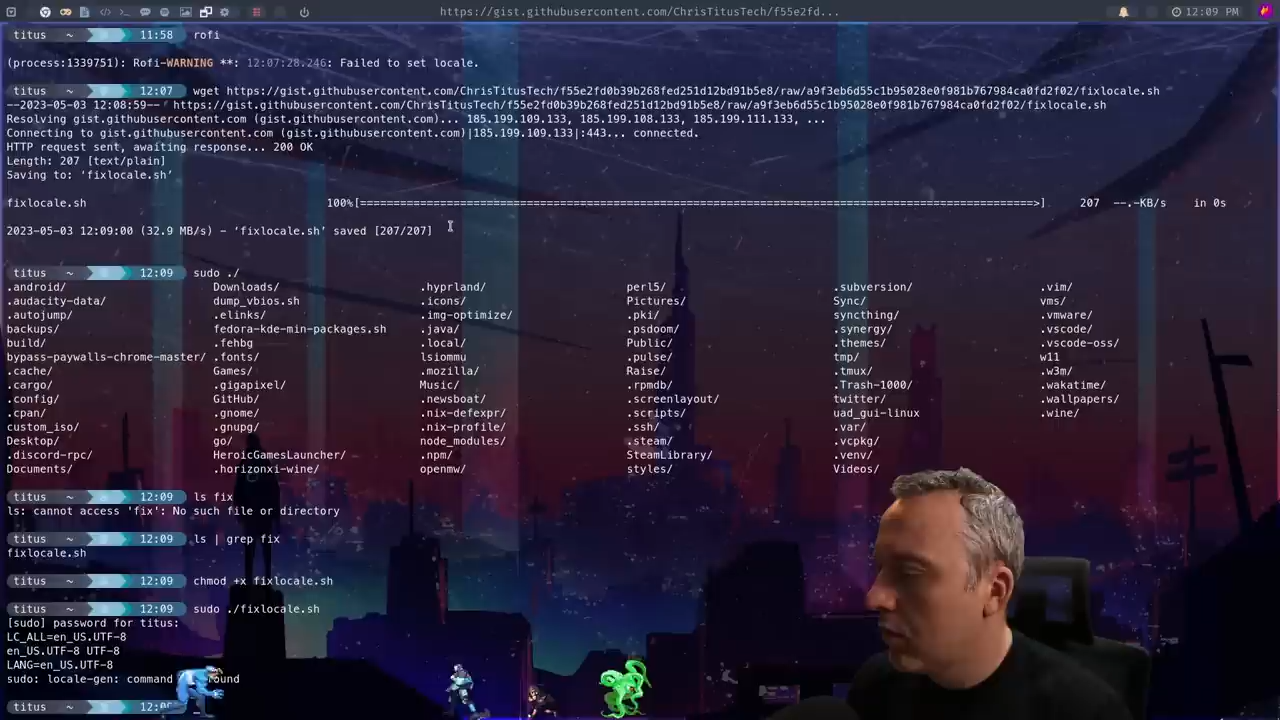 https://gist.githubusercontent.com/ChrisTitusTech/f55e2fd...
12:09 PM
titus ~ 11:58 rofi
(process:1339751): Rofi-WARNING **: 12:07:28.246: Failed to set locale.
titus ~ 12:07 wget https://gist.githubusercontent.com/ChrisTitusTech/f55e2fd0b39b268fed251d12bd91b5e8/raw/a9f3eb6d55c1b95028e0f981b767984ca0fd2f02/fixlocale.sh
--2023-05-03 12:08:59-- https://gist.githubusercontent.com/ChrisTitusTech/f55e2fd0b39b268fed251d12bd91b5e8/raw/a9f3eb6d55c1b95028e0f981b767984ca0fd2f02/fixlocale.sh
Resolving gist.githubusercontent.com (gist.githubusercontent.com)... 185.199.109.133, 185.199.108.133, 185.199.111.133, ...
Connecting to gist.githubusercontent.com (gist.githubusercontent.com)|185.199.109.133|:443... connected.
HTTP request sent, awaiting response... 200 OK
Length: 207 [text/plain]
Saving to: ‘fixlocale.sh’
fixlocale.sh 100%[=================================================================================================>] 207 --.-KB/s in 0s
2023-05-03 12:09:00 (32.9 MB/s) - ‘fixlocale.sh’ saved [207/207]
titus ~ 12:09 sudo ./
.android/ Downloads/ .hyprland/ perl5/ .subversion/ .vim/
.audacity-data/ dump_vbios.sh .icons/ Pictures/ Sync/ vms/
.autojump/ .elinks/ .img-optimize/ .pki/ syncthing/ .vmware/
backups/ fedora-kde-min-packages.sh .java/ .psdoom/ .synergy/ .vscode/
build/ .fehbg .local/ Public/ .themes/ .vscode-oss/
bypass-paywalls-chrome-master/ .fonts/ lsiommu .pulse/ tmp/ w11
.cache/ Games/ .mozilla/ Raise/ .tmux/ .w3m/
.cargo/ .gigapixel/ Music/ .rpmdb/ .Trash-1000/ .wakatime/
.config/ GitHub/ .newsboat/ .screenlayout/ twitter/ .wallpapers/
.cpan/ .gnome/ .nix-defexpr/ .scripts/ uad_gui-linux .wine/
custom_iso/ .gnupg/ .nix-profile/ .ssh/ .var/
Desktop/ go/ node_modules/ .steam/ .vcpkg/
.discord-rpc/ HeroicGamesLauncher/ .npm/ SteamLibrary/ .venv/
Documents/ .horizonxi-wine/ openmw/ styles/ Videos/
titus ~ 12:09 ls fix
ls: cannot access 'fix': No such file or directory
titus ~ 12:09 ls | grep fix
fixlocale.sh
titus ~ 12:09 chmod +x fixlocale.sh
titus ~ 12:09 sudo ./fixlocale.sh
[sudo] password for titus:
LC_ALL=en_US.UTF-8
en_US.UTF-8 UTF-8
LANG=en_US.UTF-8
sudo: locale-gen: command
titus ~